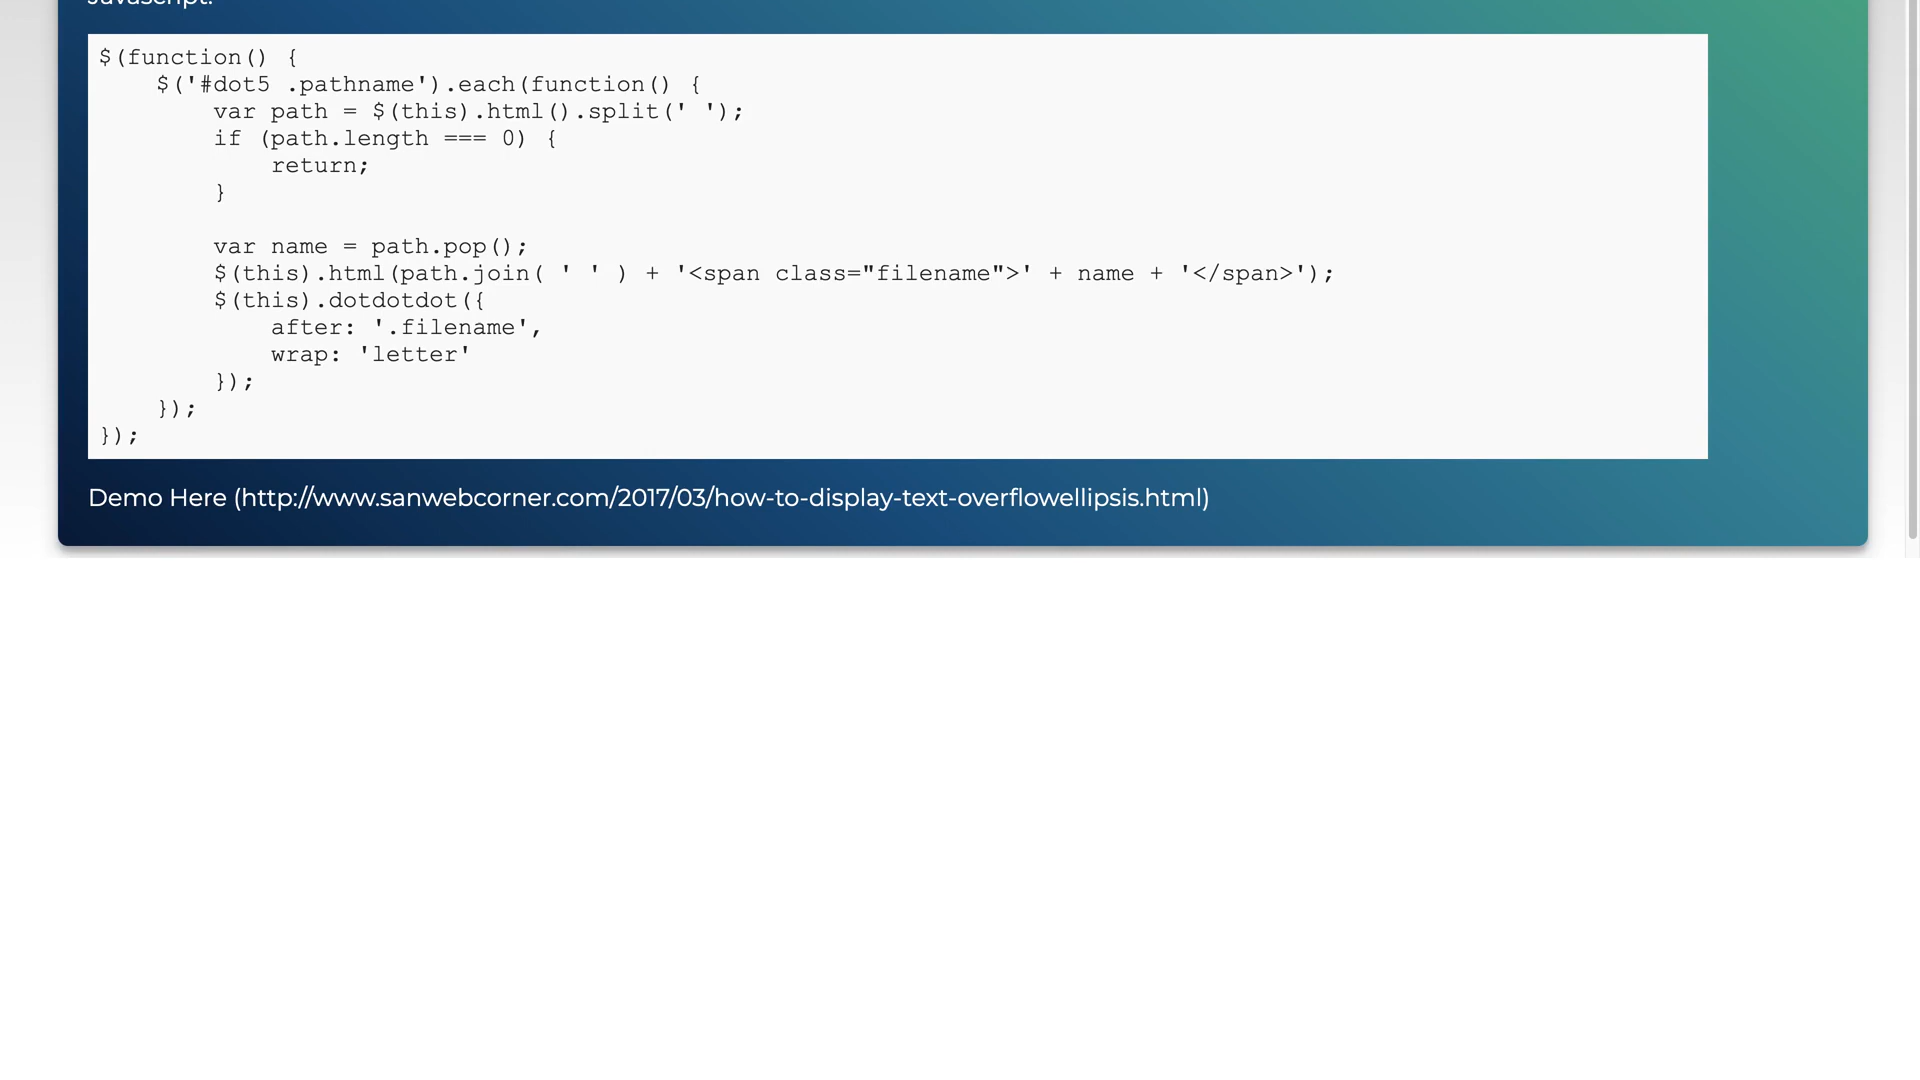 Javascript:
$(function() {
    $('#dot5 .pathname').each(function() {
        var path = $(this).html().split(' ');
        if (path.length === 0) {
            return;
        }
        var name = path.pop();
        $(this).html(path.join( ' ' ) + '<span class="filename">' + name + '</span>');
        $(this).dotdotdot({
            after: '.filename',
            wrap: 'letter'
        });
    });
});
Demo Here (http://www.sanwebcorner.com/2017/03/how-to-display-text-overflowellipsis.html)